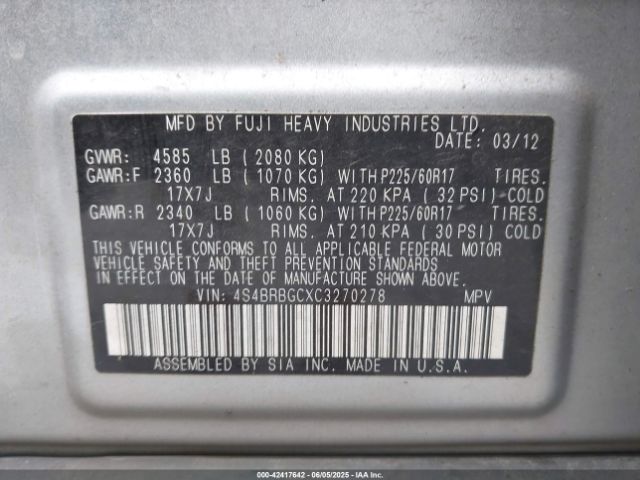 MFD BY FUJI HEAVY INDUSTRIES LTD.
DATE: 03/12
GVWR: 4585 LB ( 2080 KG)
GAWR:F 2360 LB ( 1070 KG) WITH P225/60R17 TIRES.
17X7J RIMS. AT 220 KPA ( 32 PSI) COLD
GAWR:R 2340 LB ( 1060 KG) WITH P225/60R17 TIRES.
17X7J RIMS. AT 210 KPA ( 30 PSI) COLD
THIS VEHICLE CONFORMS TO ALL APPLICABLE FEDERAL MOTOR
VEHICLE SAFETY AND THEFT PREVENTION STANDARDS
IN EFFECT ON THE DATE OF MANUFACTURE SHOWN ABOVE.
VIN: 4S4BRBGCXC3270278 MPV
ASSEMBLED BY SIA INC. MADE IN U.S.A.
000-42417642 - 06/05/2025 - IAAI.COM